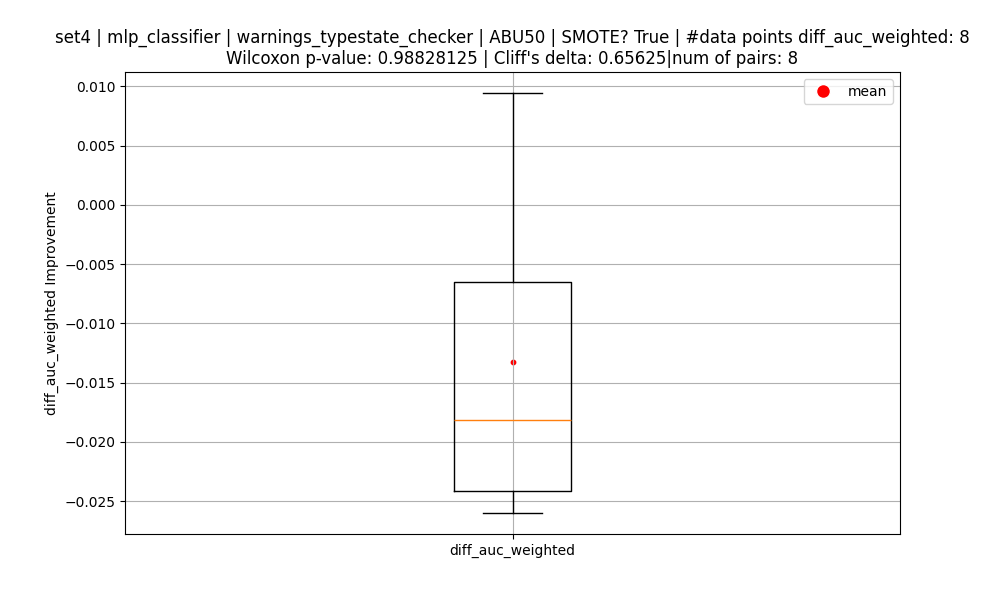 set4 | mlp_classifier | warnings_typestate_checker | ABU50 | SMOTE? True | #data points diff_auc_weighted: 8
Wilcoxon p-value: 0.98828125 | Cliff's delta: 0.65625|num of pairs: 8
mean
diff_auc_weighted Improvement
0.010
0.005
0.000
−0.005
−0.010
−0.015
−0.020
−0.025
diff_auc_weighted